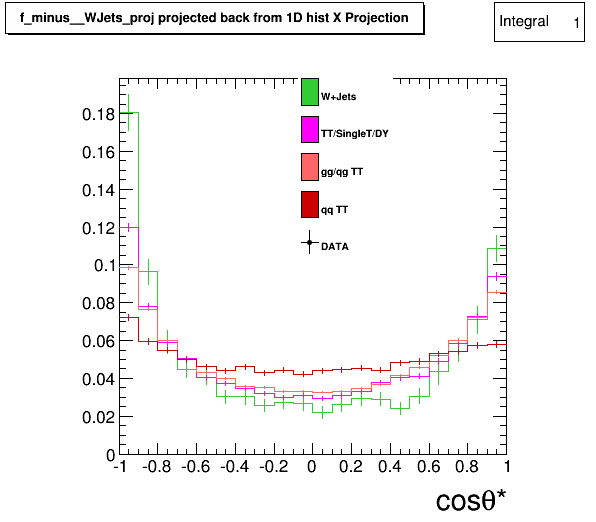 f_minus__WJets_proj projected back from 1D hist X Projection
Integral 1
W+Jets
TT/SingleT/DY
gg/qg TT
qq TT
DATA
0.18
0.16
0.14
0.12
0.1
0.08
0.06
0.04
0.02
0
-1 -0.8 -0.6 -0.4 -0.2 0 0.2 0.4 0.6 0.8 1
cosθ*